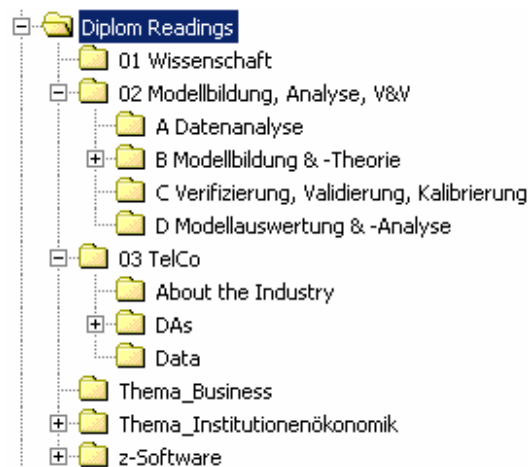 Diplom Readings
01 Wissenschaft
02 Modellbildung, Analyse, V&V
A Datenanalyse
B Modellbildung & -Theorie
C Verifizierung, Validierung, Kalibrierung
D Modellauswertung & -Analyse
03 TelCo
About the Industry
DAs
Data
Thema_Business
Thema_Institutionenökonomik
z-Software